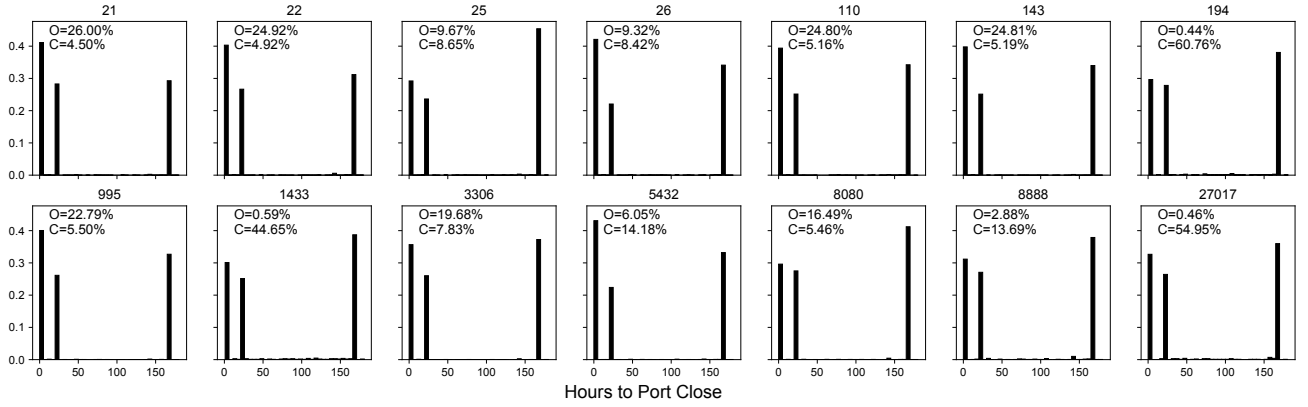 21 22 25 26 110 143 194
O=26.00% O=24.92% O=9.67% O=9.32% O=24.80% O=24.81% O=0.44%
C=4.50% C=4.92% C=8.65% C=8.42% C=5.16% C=5.19% C=60.76%
0.4
0.3
0.2
0.1
0.0
995 1433 3306 5432 8080 8888 27017
O=22.79% O=0.59% O=19.68% O=6.05% O=16.49% O=2.88% O=0.46%
C=5.50% C=44.65% C=7.83% C=14.18% C=5.46% C=13.69% C=54.95%
0.4
0.3
0.2
0.1
0.0
0 50 100 150 0 50 100 150 0 50 100 150 0 50 100 150 0 50 100 150 0 50 100 150 0 50 100 150
Hours to Port Close